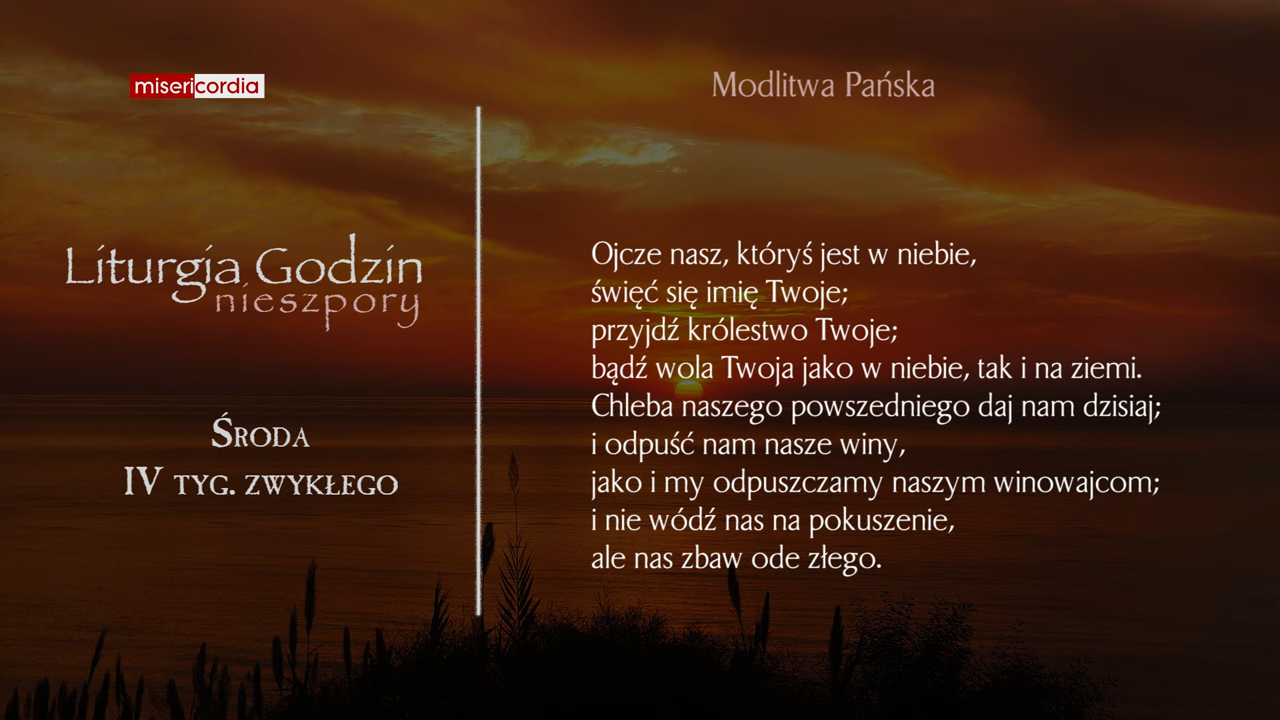 misericordia
Liturgia Godzin
nieszpory
Środa
IV tyg. zwykłego
Modlitwa Pańska
Ojcze nasz, któryś jest w niebie,
święć się imię Twoje;
przyjdź królestwo Twoje;
bądź wola Twoja jako w niebie, tak i na ziemi.
Chleba naszego powszedniego daj nam dzisiaj;
i odpuść nam nasze winy,
jako i my odpuszczamy naszym winowajcom;
i nie wódź nas na pokuszenie,
ale nas zbaw ode złego.